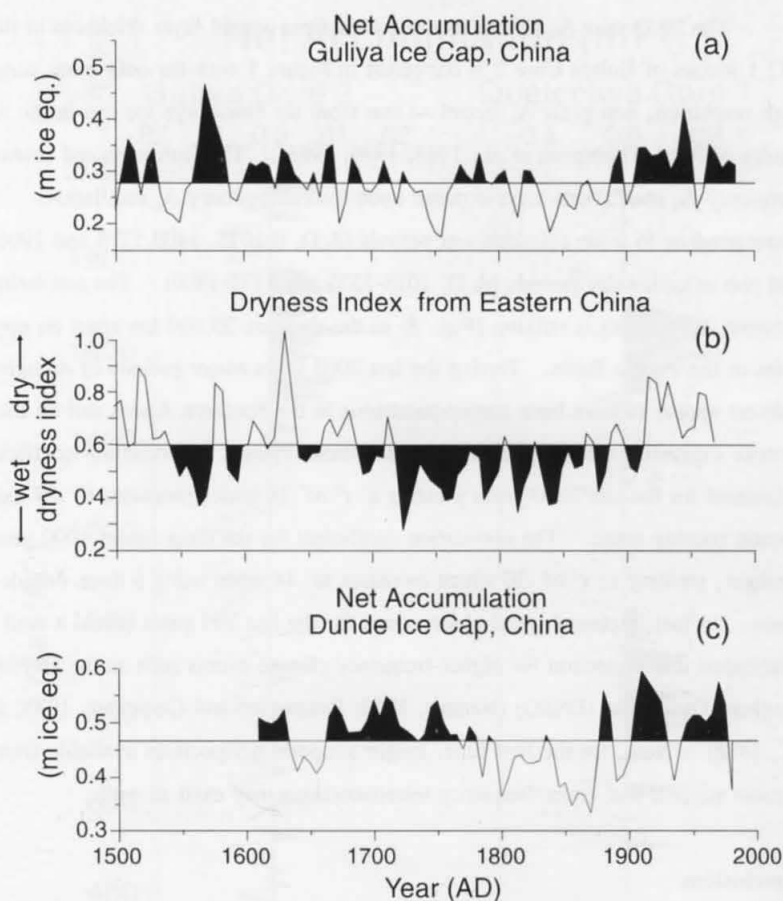 Net Accumulation
Guliya Ice Cap, China
(a)
0.5
0.4
0.3
0.2
(m ice eq.)
Dryness Index from Eastern China
(b)
1.0
0.8
0.6
0.4
0.2
wet dry
dryness index
Net Accumulation
Dunde Ice Cap, China
(c)
0.6
0.5
0.4
0.3
(m ice eq.)
1500 1600 1700 1800 1900 2000
Year (AD)